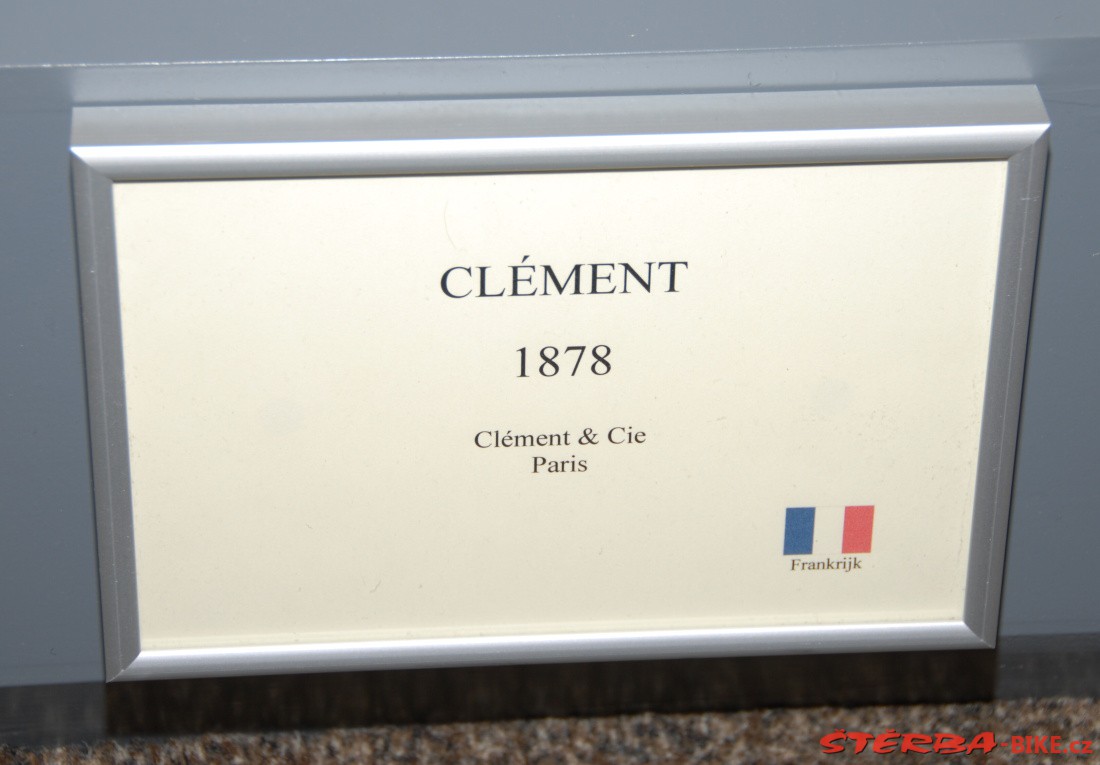 CLÉMENT
1878
Clément & Cie
Paris
Frankrijk
ŠTĚRBA-BIKE.cz